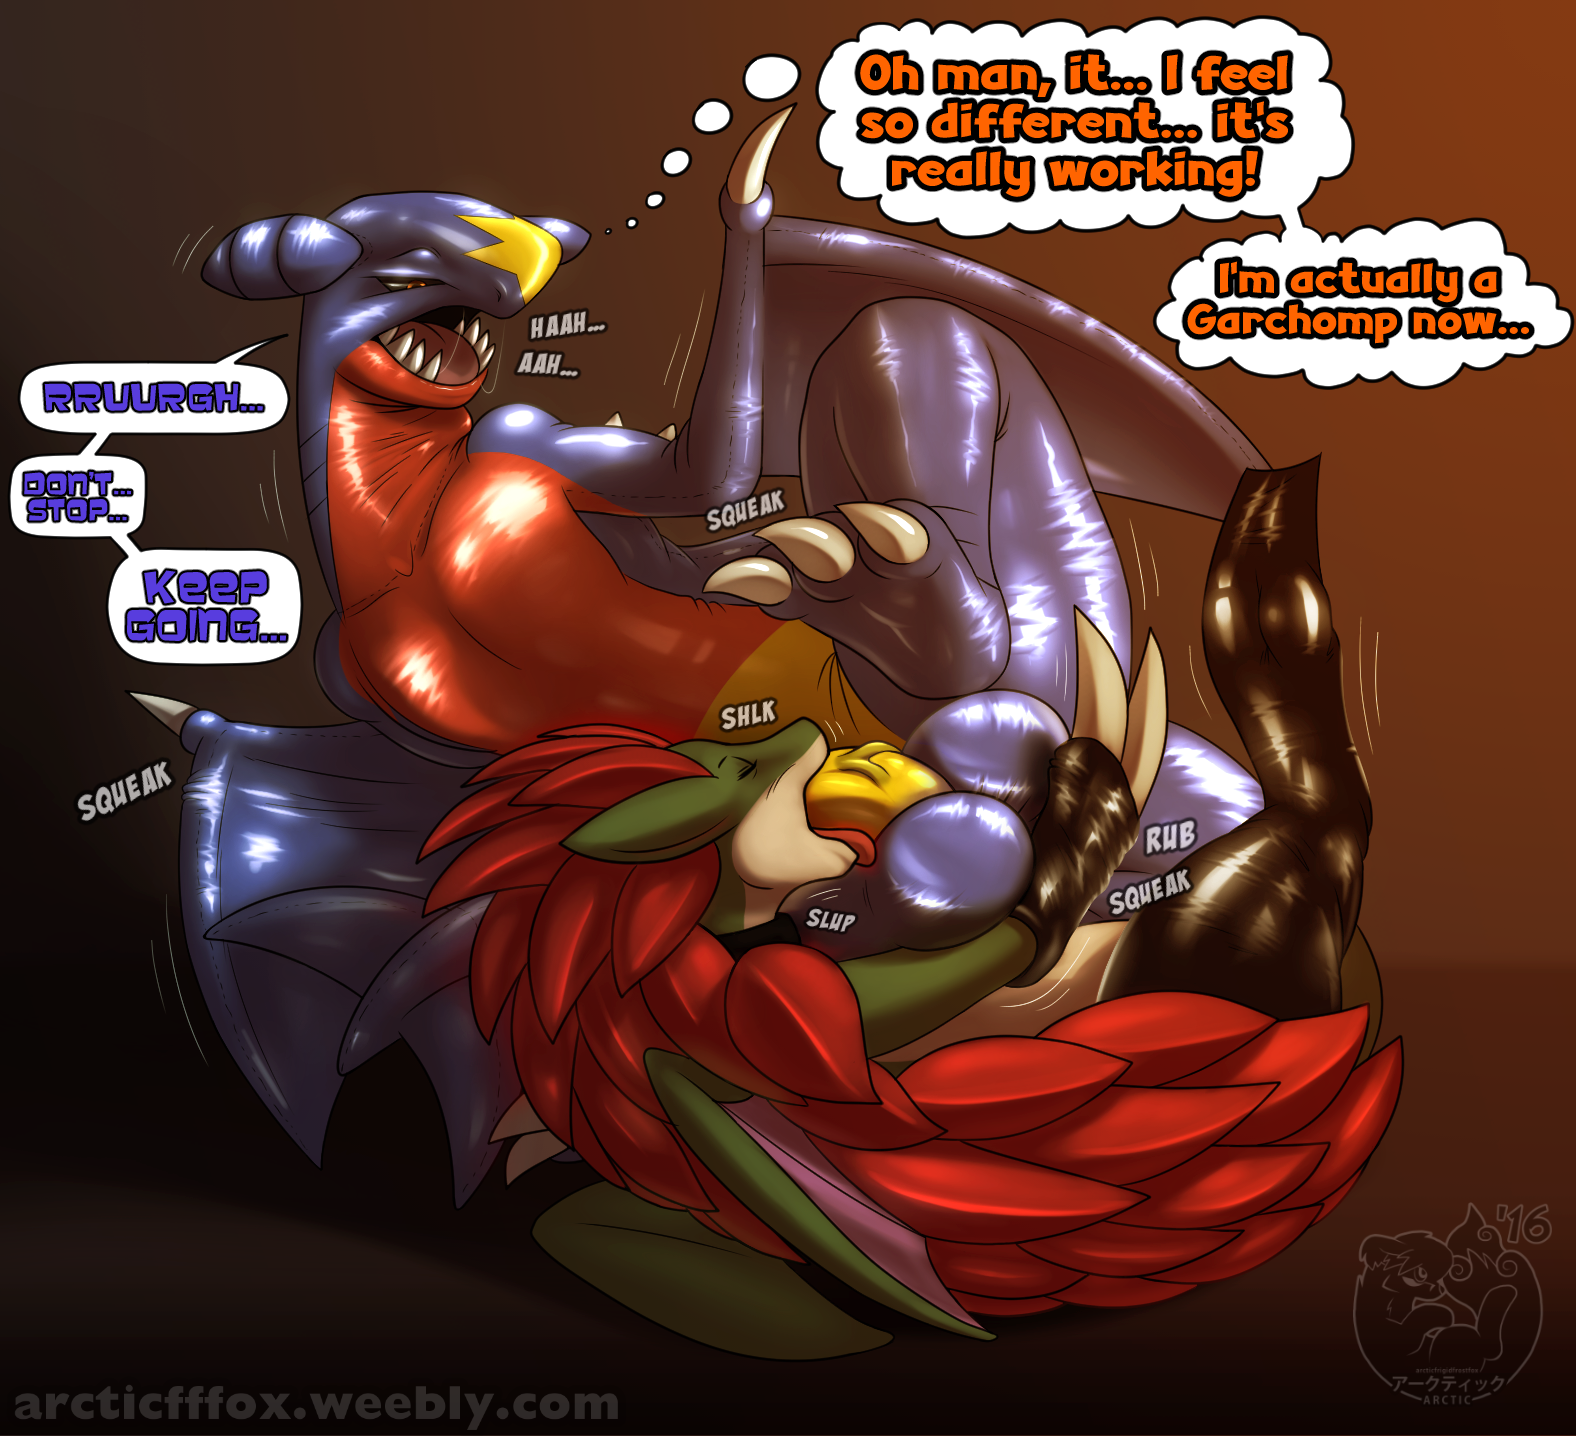 Oh man, it... I feel
so different... it's
really working!
I'm actually a
Garchomp now...
HAAH...
AAH...
RRUURGH...
DON'T...
STOP...
KEEP
GOING...
SQUEAK
SHLK
SQUEAK
RUB
SQUEAK
SLUP
'16
arcticfrigidfrostfox
アークティック
ARCTIC
arcticfffox.weebly.com